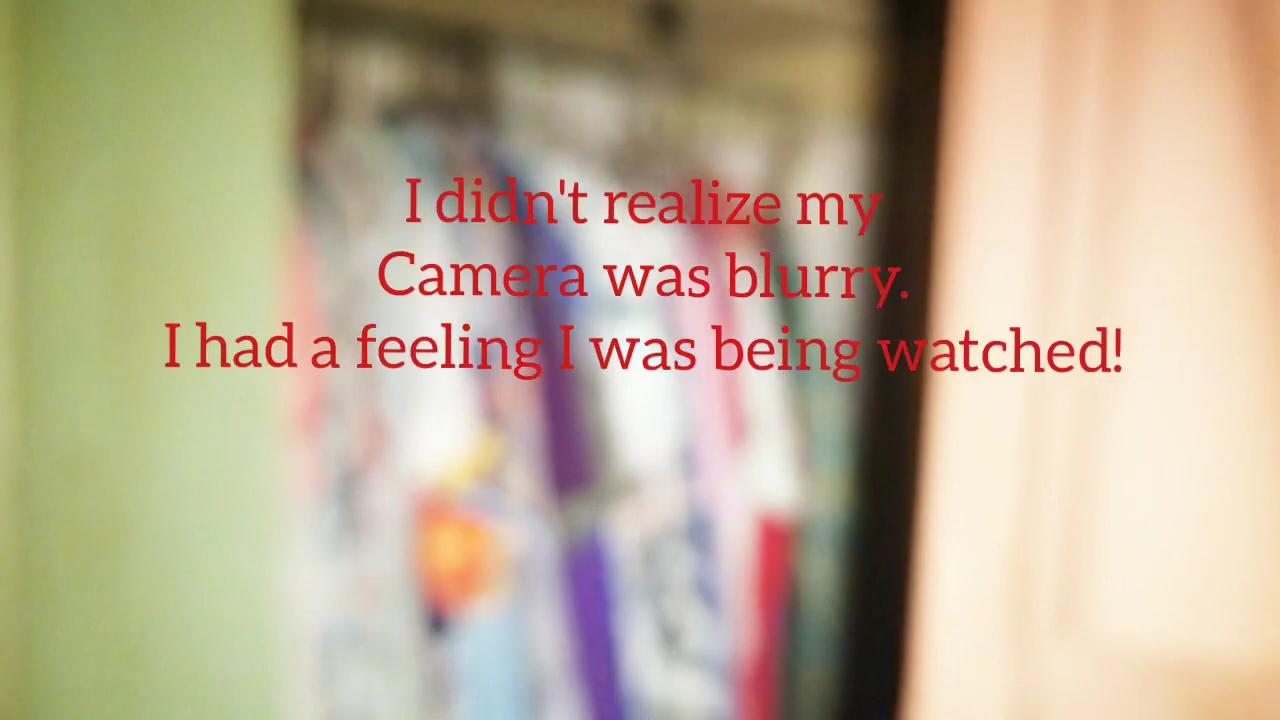 I didn't realize my
Camera was blurry.
I had a feeling I was being watched!